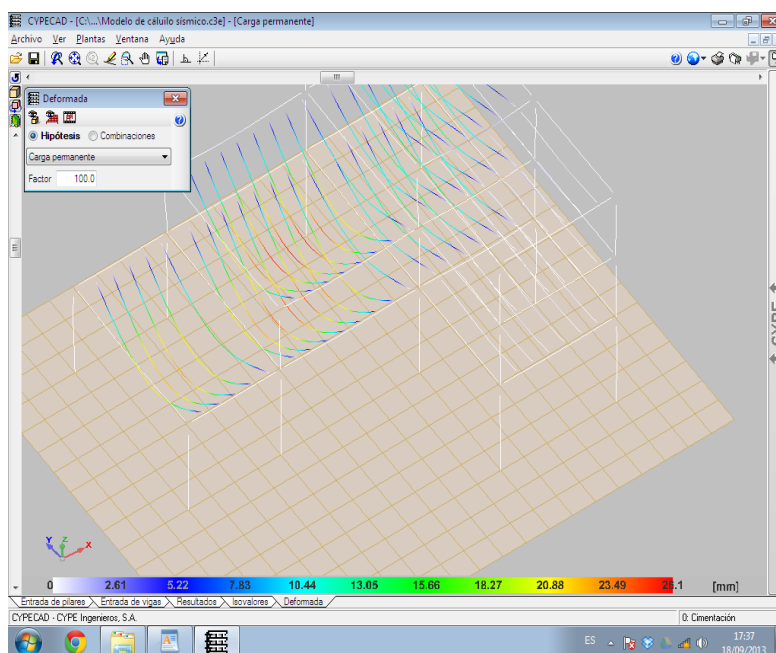 CYPECAD - [C:\...\Modelo de cáluilo sísmico.c3e] - [Carga permanente]
Archivo Ver Plantas Ventana Ayuda
Deformada
Hipótesis Combinaciones
Carga permanente
Factor 100.0
CYPE
Y Z X
0 2.61 5.22 7.83 10.44 13.05 15.66 18.27 20.88 23.49 26.1 [mm]
Entrada de pilares Entrada de vigas Resultados Isovalores Deformada
CYPECAD - CYPE Ingenieros, S.A. 0: Cimentación
ES 17:37
18/09/2013